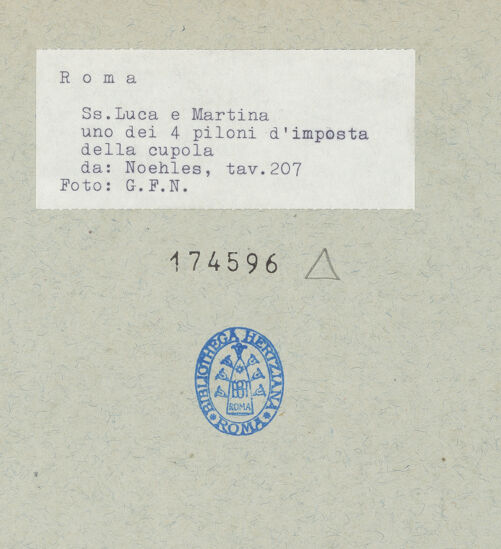 R o m a
Ss.Luca e Martina
uno dei 4 piloni d'imposta
della cupola
da: Noehles, tav.207
Foto: G.F.N.
174596
BIBLIOTHECA HERTZIANA
ROMA
ROMA